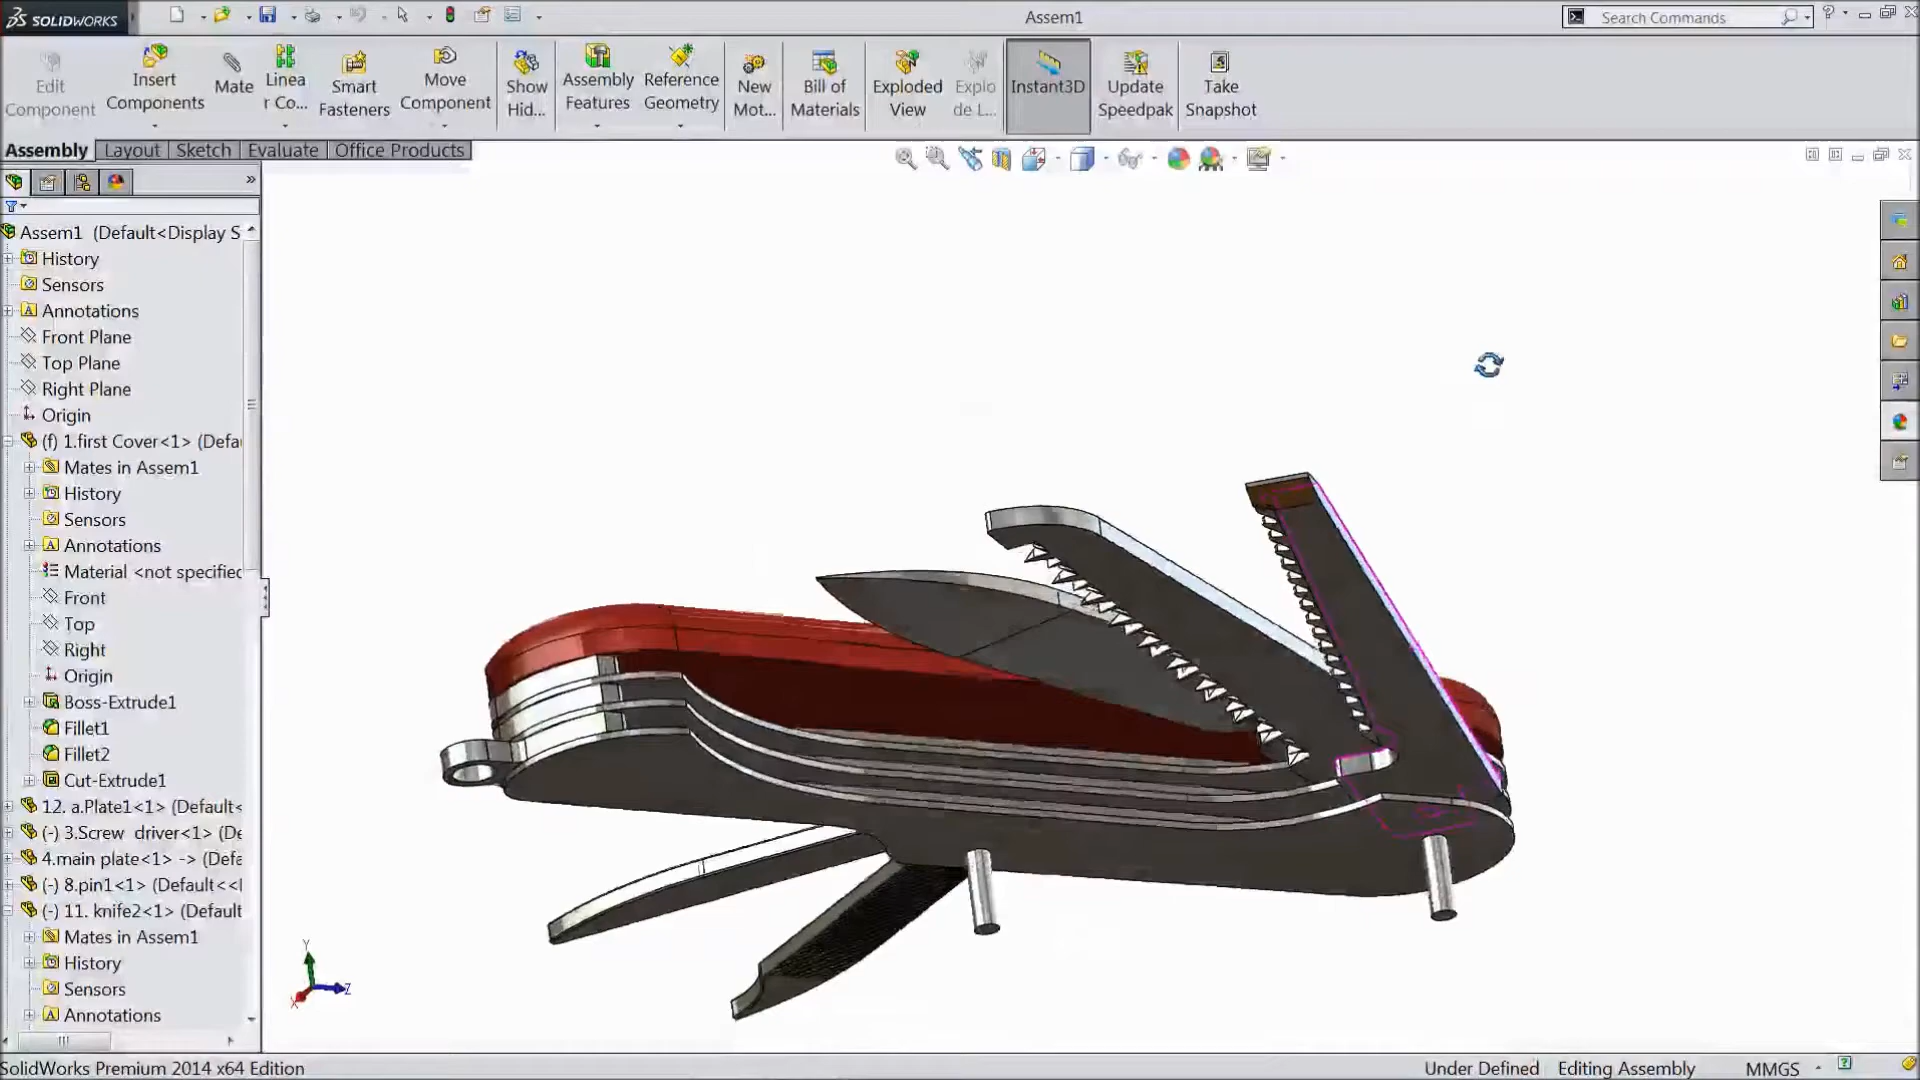 SOLIDWORKS
Assem1
Search Commands
Edit Component
Insert Components
Mate
Linea r Co...
Smart Fasteners
Move Component
Show Hid...
Assembly Features
Reference Geometry
New Mot...
Bill of Materials
Exploded View
Explo de L...
Instant3D
Update Speedpak
Take Snapshot
Assembly Layout Sketch Evaluate Office Products
Assem1 (Default<Display S
History
Sensors
Annotations
Front Plane
Top Plane
Right Plane
Origin
(f) 1.first Cover<1> (Defa
Mates in Assem1
History
Sensors
Annotations
Material <not specified
Front
Top
Right
Origin
Boss-Extrude1
Fillet1
Fillet2
Cut-Extrude1
12. a.Plate1<1> (Default<
(-) 3.Screw driver<1> (De
4.main plate<1> -> (Defa
(-) 8.pin1<1> (Default<<
(-) 11. knife2<1> (Default
Mates in Assem1
History
Sensors
Annotations
Y
X
Z
SolidWorks Premium 2014 x64 Edition
Under Defined Editing Assembly MMGS